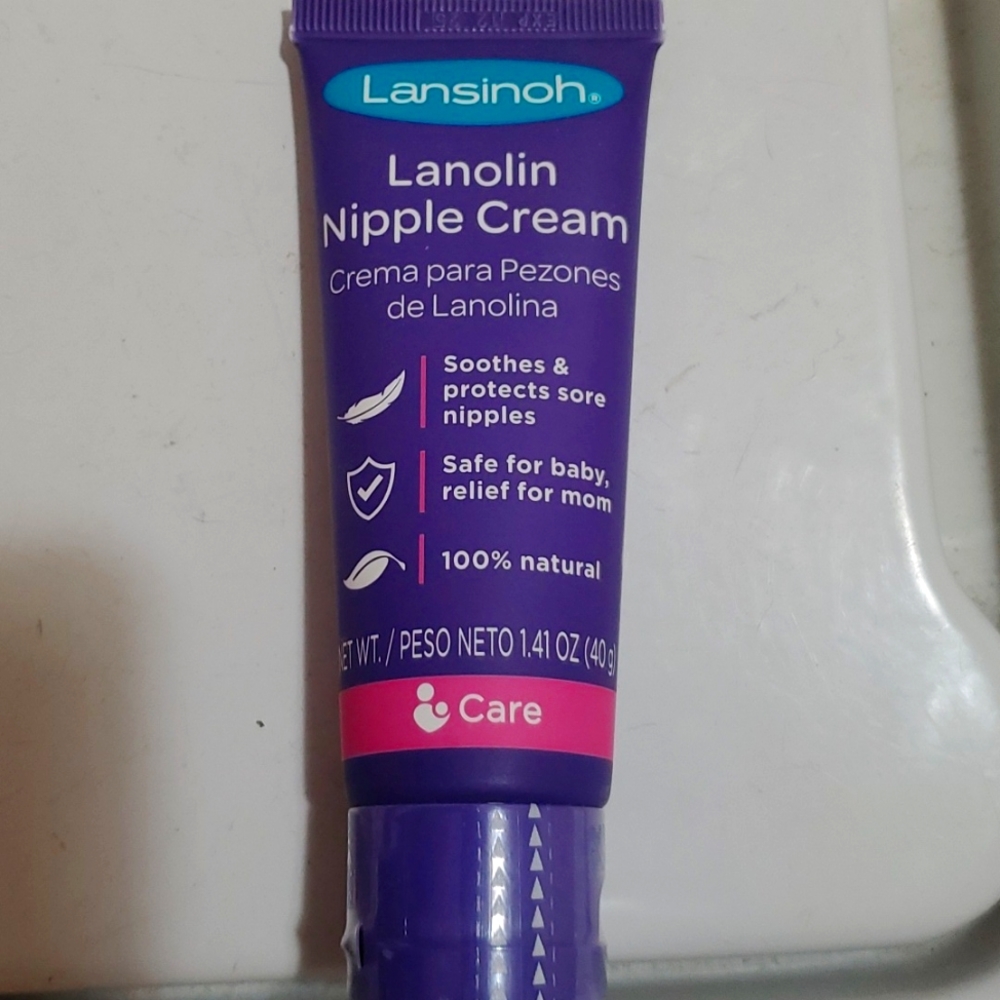 Lansinoh®
Lanolin
Nipple Cream
Crema para Pezones
de Lanolina
Soothes &
protects sore
nipples
Safe for baby,
relief for mom
100% natural
NET WT. / PESO NETO 1.41 OZ (40 g)
Care